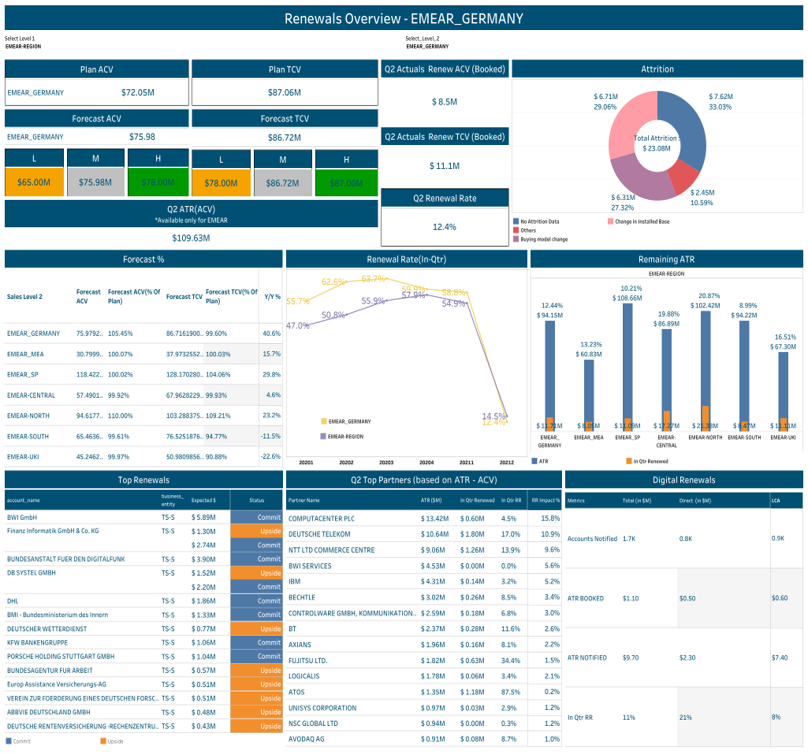 Renewals Overview - EMEAR_GERMANY
Select Level 1
EMEAR-REGION
Select_Level_2
EMEAR_GERMANY
Plan ACV
EMEAR_GERMANY $72.05M
Plan TCV
$87.06M
Forecast ACV
EMEAR_GERMANY $75.98
Forecast TCV
$86.72M
L M H
$65.00M $75.98M $78.00M
L M H
$78.00M $86.72M $87.00M
Q2 ATR(ACV)
*Available only for EMEAR
$109.63M
Q2 Actuals Renew ACV (Booked)
$ 8.5M
Q2 Actuals Renew TCV (Booked)
$ 11.1M
Q2 Renewal Rate
12.4%
Attrition
$ 6.71M
29.06%
$ 7.62M
33.03%
Total Attrition :
$ 23.08M
$ 6.31M
27.32%
$ 2.45M
10.59%
No Attrition Data
Change in Installed Base
Others
Buying model change
Forecast %
Sales Level 2 Forecast ACV Forecast ACV(% Of Plan) Forecast TCV Forecast TCV(% Of Plan) Y/Y %
EMEAR_GERMANY 75.9792.. 105.45% 86.7161900.. 99.60% 40.6%
EMEAR_MEA 30.7999.. 100.07% 37.9732552.. 100.03% 15.7%
EMEAR_SP 118.422.. 100.02% 128.170280.. 104.06% 29.8%
EMEAR-CENTRAL 57.4901.. 99.92% 67.9628229.. 99.93% 4.6%
EMEAR-NORTH 94.6177.. 110.00% 103.288375.. 109.21% 23.2%
EMEAR-SOUTH 65.4636.. 99.61% 76.5251876.. 94.77% -11.5%
EMEAR-UKI 45.2462.. 99.97% 50.9809856.. 90.88% -22.6%
Renewal Rate(In-Qtr)
55.7% 62.6% 63.7% 59.9% 58.8%
47.0% 50.8% 55.9% 57.9% 54.9%
14.5%
12.4%
EMEAR_GERMANY
EMEAR-REGION
20201 20202 20203 20204 20211 20212
Remaining ATR
EMEAR-REGION
12.44%
$ 94.15M
13.23%
$ 60.83M
10.21%
$ 108.66M
19.88%
$ 86.89M
20.87%
$ 102.42M
8.99%
$ 94.22M
16.51%
$ 67.30M
$ 11.71M $ 8.05M $ 11.09M $ 17.27M $ 21.38M $ 8.47M $ 11.11M
EMEAR_GERMANY EMEAR_MEA EMEAR_SP EMEAR-CENTRAL EMEAR-NORTH EMEAR-SOUTH EMEAR-UKI
ATR
In Qtr Renewed
Top Renewals
account_name business_entity Expected $ Status
BWI GmbH TS-S $ 5.89M Commit
Finanz Informatik GmbH & Co. KG TS-S $ 1.30M Upside
$ 2.74M Commit
BUNDESANSTALT FUER DEN DIGITALFUNK TS-S $ 3.90M Commit
DB SYSTEL GMBH TS-S $ 1.52M Upside
$ 2.20M Commit
DHL TS-S $ 1.86M Commit
BMI - Bundesministerium des Innern TS-S $ 1.33M Commit
DEUTSCHER WETTERDIENST TS-S $ 0.77M Upside
KFW BANKENGRUPPE TS-S $ 1.06M Commit
PORSCHE HOLDING STUTTGART GMBH TS-S $ 1.04M Commit
BUNDESAGENTUR FUR ARBEIT TS-S $ 0.57M Upside
Europ Assistance Versicherungs-AG TS-S $ 0.51M Upside
VEREIN ZUR FOERDERUNG EINES DEUTSCHEN FORSC.. TS-S $ 0.51M Upside
ABBVIE DEUTSCHLAND GMBH TS-S $ 0.48M Upside
DEUTSCHE RENTENVERSICHERUNG -RECHENZENTRU.. TS-S $ 0.43M Upside
Commit
Upside
Q2 Top Partners (based on ATR - ACV)
Partner Name ATR ($M) In Qtr Renewed In Qtr RR RR Impact %
COMPUTACENTER PLC $ 13.42M $ 0.60M 4.5% 15.8%
DEUTSCHE TELEKOM $ 10.64M $ 1.80M 17.0% 10.9%
NTT LTD COMMERCE CENTRE $ 9.06M $ 1.26M 13.9% 9.6%
BWI SERVICES $ 4.53M $ 0.00M 0.0% 5.6%
IBM $ 4.31M $ 0.14M 3.2% 5.2%
BECHTLE $ 3.02M $ 0.26M 8.5% 3.4%
CONTROLWARE GMBH, KOMMUNIKATION.. $ 2.59M $ 0.18M 6.8% 3.0%
BT $ 2.37M $ 0.28M 11.6% 2.6%
AXIANS $ 1.96M $ 0.16M 8.1% 2.2%
FUJITSU LTD. $ 1.82M $ 0.63M 34.4% 1.5%
LOGICALIS $ 1.78M $ 0.06M 3.4% 2.1%
ATOS $ 1.35M $ 1.18M 87.5% 0.2%
UNISYS CORPORATION $ 0.97M $ 0.03M 2.9% 1.2%
NSC GLOBAL LTD $ 0.94M $ 0.00M 0.3% 1.2%
AVODAQ AG $ 0.91M $ 0.08M 8.7% 1.0%
Digital Renewals
Metrics Total (in $M) Direct (in $M) LCA
Accounts Notified 1.7K 0.8K 0.9K
ATR BOOKED $1.10 $0.50 $0.60
ATR NOTIFIED $9.70 $2.30 $7.40
In Qtr RR 11% 21% 8%